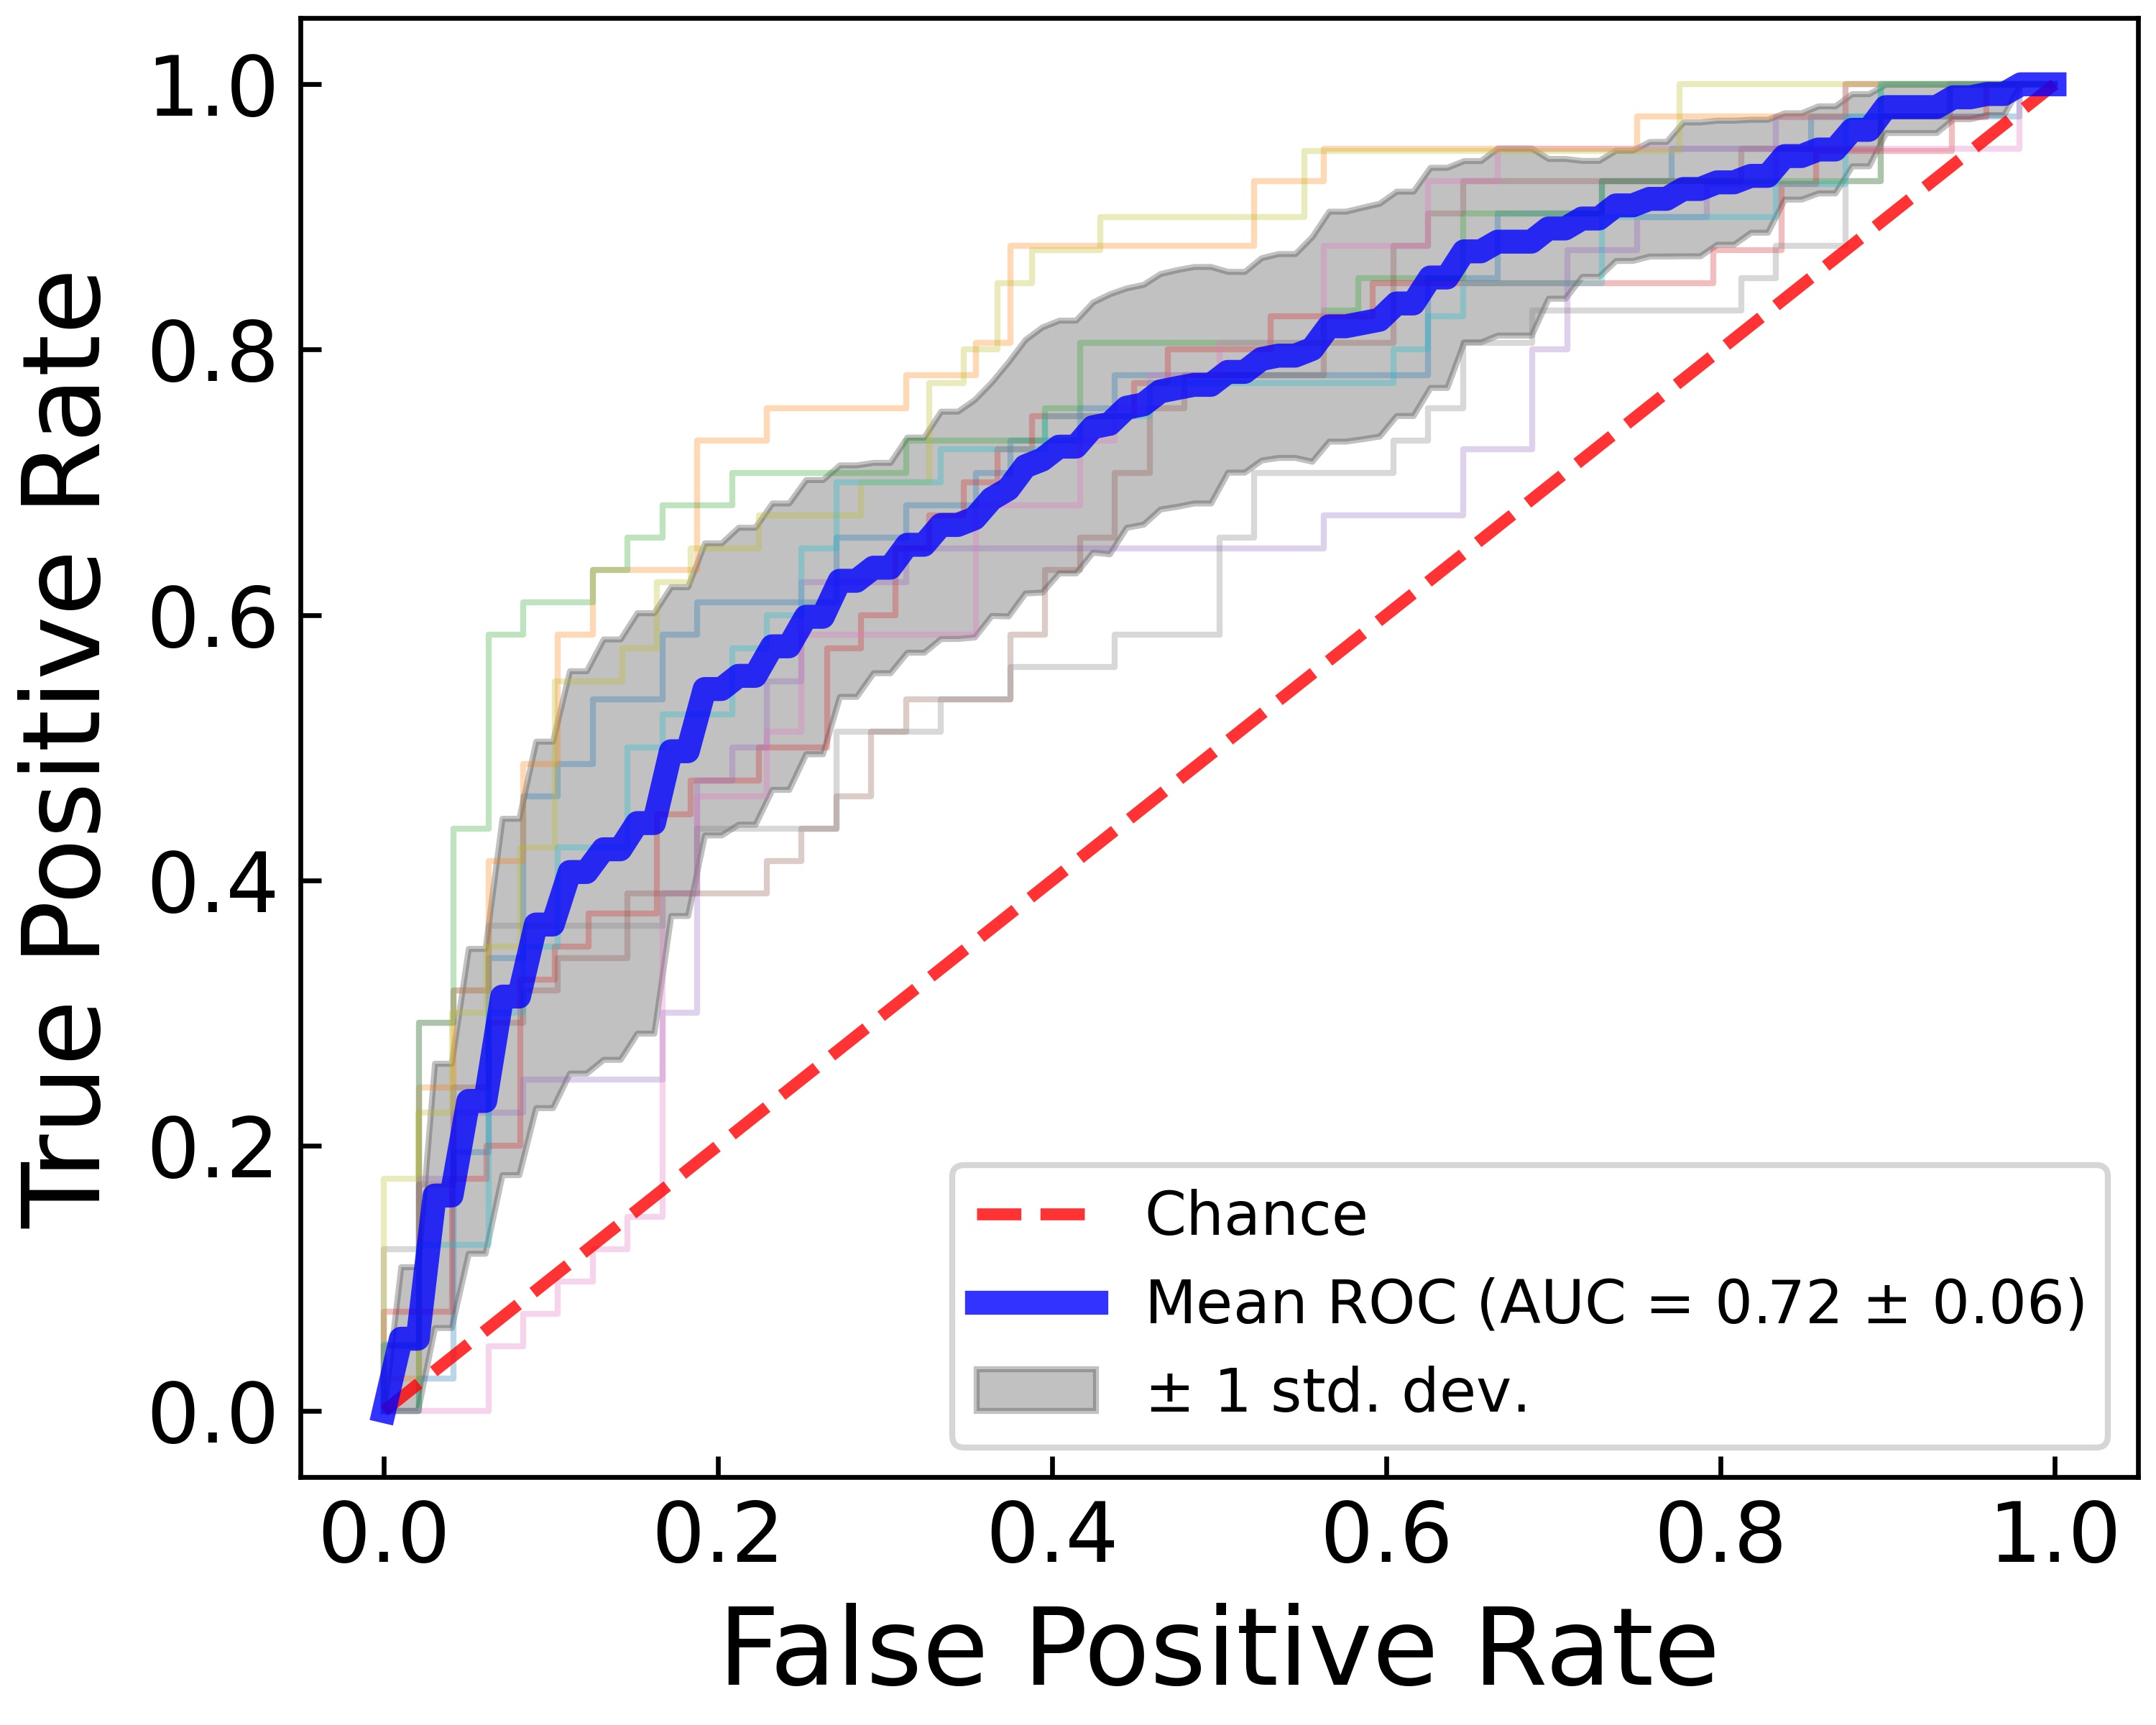 True Positive Rate
1.0
0.8
0.6
0.4
0.2
0.0
Chance
Mean ROC (AUC = 0.72 ± 0.06)
± 1 std. dev.
0.0 0.2 0.4 0.6 0.8 1.0
False Positive Rate